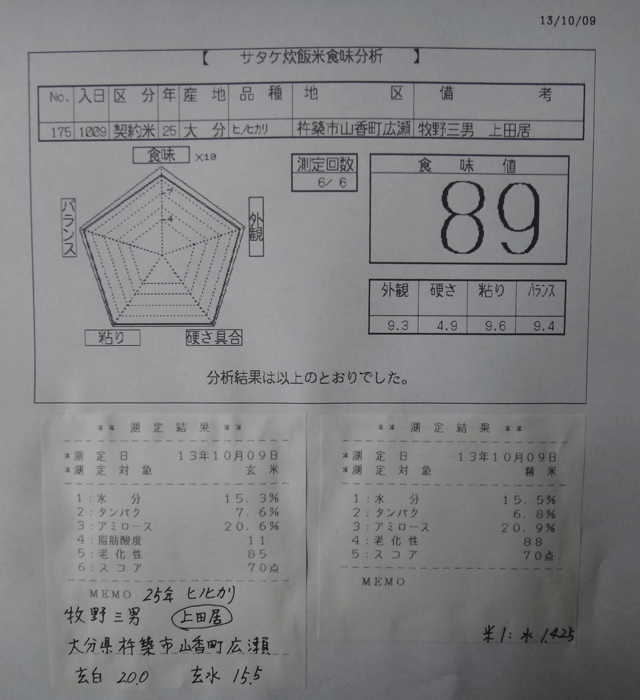 13/10/09
【 サタケ炊飯米食味分析 】
No. 入日 区分 年 産地 品種 地区 備考
175 1009 契約米 25 大分 ヒノヒカリ 杵築市山香町広瀬 牧野三男 上田居
食味 ×10
7
4
バランス
外観
粘り
硬さ具合
測定回数
6/ 6
食味値
89
外観 硬さ 粘り バランス
9.3 4.9 9.6 9.4
分析結果は以上のとおりでした。
** 測定結果 **
*測定日 13年10月09日
*測定対象 玄米
1:水分 15.3%
2:タンパク 7.6%
3:アミロース 20.6%
4:脂肪酸度 11
5:老化性 85
6:スコア 70点
MEMO 25年 ヒノヒカリ
牧野三男 上田居
大分県杵築市山香町広瀬
玄白 20.0 玄水 15.5
** 測定結果 **
*測定日 13年10月09日
*測定対象 精米
1:水分 15.5%
2:タンパク 6.8%
3:アミロース 20.9%
4:老化性 88
5:スコア 70点
MEMO
米1:水 1.425